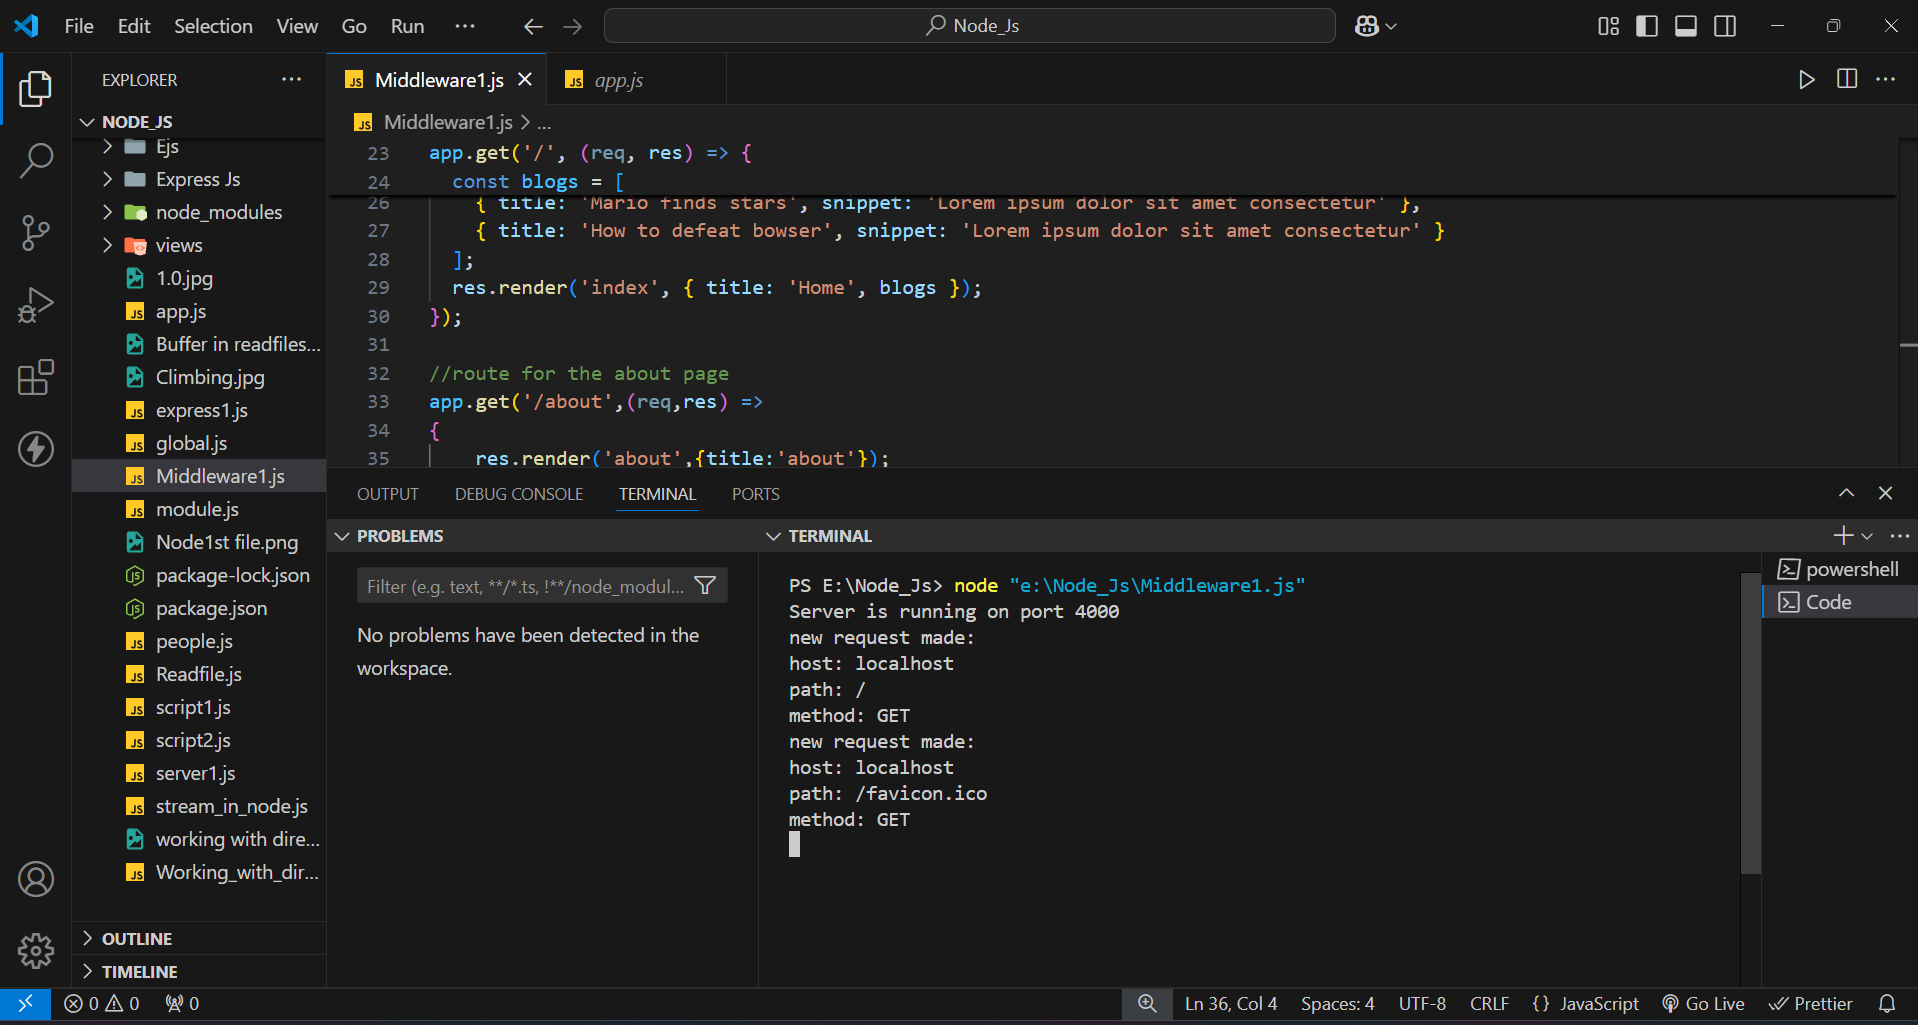 File Edit Selection View Go Run ···
Node_Js
EXPLORER ···
NODE_JS
Ejs
Express Js
node_modules
views
1.0.jpg
app.js
Buffer in readfiles...
Climbing.jpg
express1.js
global.js
Middleware1.js
module.js
Node1st file.png
package-lock.json
package.json
people.js
Readfile.js
script1.js
script2.js
server1.js
stream_in_node.js
working with dire...
Working_with_dir...
OUTLINE
TIMELINE
Middleware1.js app.js
Middleware1.js > ...
23 app.get('/', (req, res) => {
24 const blogs = [
26 { title: 'Mario finds stars', snippet: 'Lorem ipsum dolor sit amet consectetur' },
27 { title: 'How to defeat bowser', snippet: 'Lorem ipsum dolor sit amet consectetur' }
28 ];
29 res.render('index', { title: 'Home', blogs });
30 });
31
32 //route for the about page
33 app.get('/about',(req,res) =>
34 {
35 res.render('about',{title:'about'});
OUTPUT DEBUG CONSOLE TERMINAL PORTS
PROBLEMS
Filter (e.g. text, **/*.ts, !**/node_modul...
No problems have been detected in the
workspace.
TERMINAL
PS E:\Node_Js> node "e:\Node_Js\Middleware1.js"
Server is running on port 4000
new request made:
host: localhost
path: /
method: GET
new request made:
host: localhost
path: /favicon.ico
method: GET
powershell
Code
0 0 0 Ln 36, Col 4 Spaces: 4 UTF-8 CRLF {} JavaScript Go Live Prettier